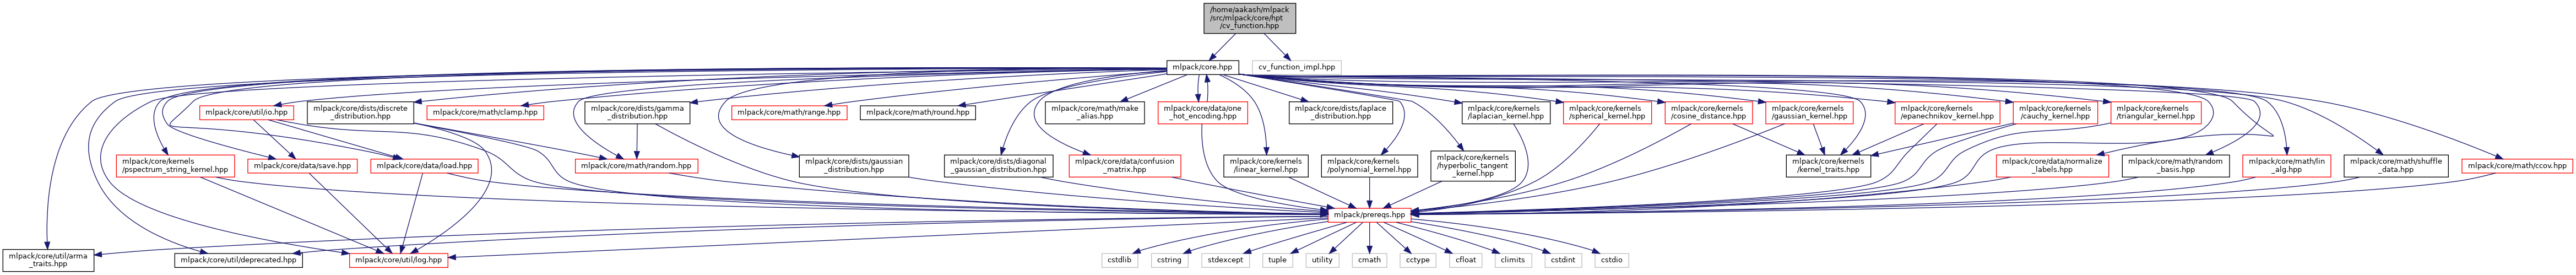 /home/aakash/mlpack
/src/mlpack/core/hpt
/cv_function.hpp
mlpack/core.hpp
cv_function_impl.hpp
mlpack/core/util/io.hpp
mlpack/core/dists/discrete
_distribution.hpp
mlpack/core/math/clamp.hpp
mlpack/core/dists/gamma
_distribution.hpp
mlpack/core/math/range.hpp
mlpack/core/math/round.hpp
mlpack/core/math/make
_alias.hpp
mlpack/core/data/one
_hot_encoding.hpp
mlpack/core/dists/laplace
_distribution.hpp
mlpack/core/kernels
/laplacian_kernel.hpp
mlpack/core/kernels
/spherical_kernel.hpp
mlpack/core/kernels
/cosine_distance.hpp
mlpack/core/kernels
/gaussian_kernel.hpp
mlpack/core/kernels
/epanechnikov_kernel.hpp
mlpack/core/kernels
/cauchy_kernel.hpp
mlpack/core/kernels
/triangular_kernel.hpp
mlpack/core/kernels
/pspectrum_string_kernel.hpp
mlpack/core/data/save.hpp
mlpack/core/data/load.hpp
mlpack/core/math/random.hpp
mlpack/core/dists/gaussian
_distribution.hpp
mlpack/core/dists/diagonal
_gaussian_distribution.hpp
mlpack/core/data/confusion
_matrix.hpp
mlpack/core/kernels
/linear_kernel.hpp
mlpack/core/kernels
/polynomial_kernel.hpp
mlpack/core/kernels
/hyperbolic_tangent
_kernel.hpp
mlpack/core/kernels
/kernel_traits.hpp
mlpack/core/data/normalize
_labels.hpp
mlpack/core/math/random
_basis.hpp
mlpack/core/math/lin
_alg.hpp
mlpack/core/math/shuffle
_data.hpp
mlpack/core/math/ccov.hpp
mlpack/prereqs.hpp
mlpack/core/util/arma
_traits.hpp
mlpack/core/util/deprecated.hpp
mlpack/core/util/log.hpp
cstdlib
cstring
stdexcept
tuple
utility
cmath
cctype
cfloat
climits
cstdint
cstdio